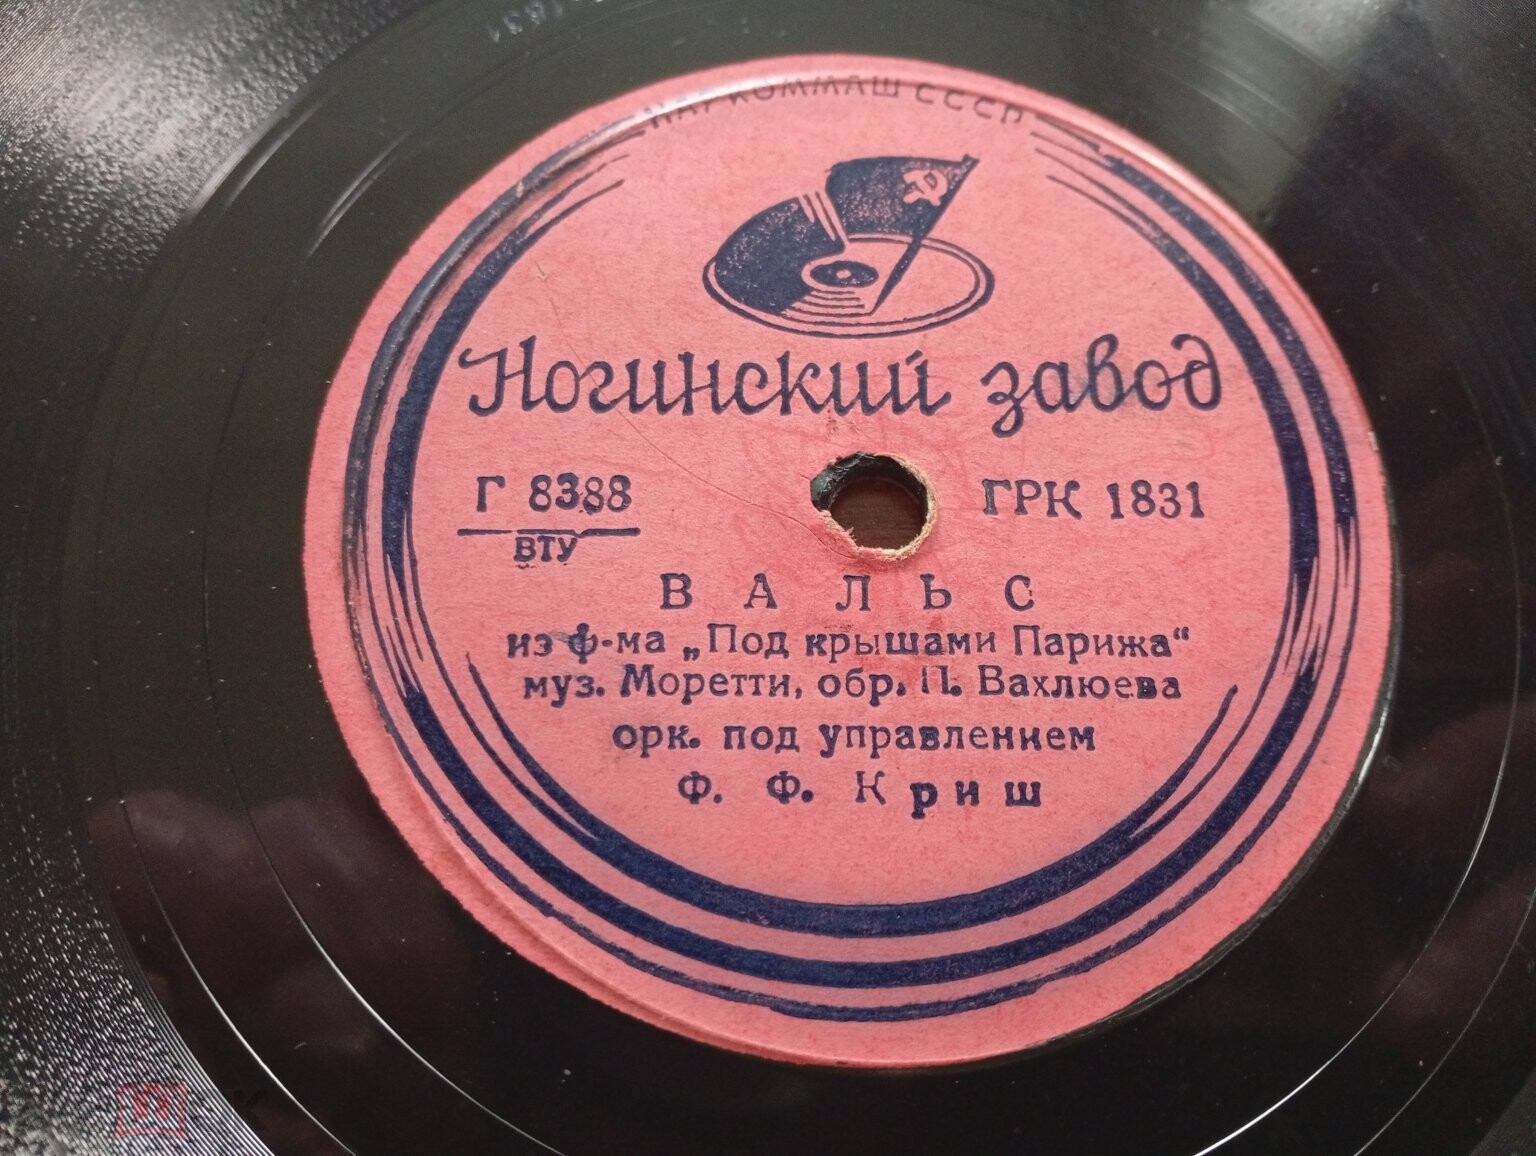 1831
НАРКОММАШ СССР
Ногинский завод
Г 8388 ГРК 1831
ВТУ
ВАЛЬС
из ф-ма „Под крышами Парижа“
муз. Моретти, обр. П. Вахлюева
орк. под управлением
Ф. Ф. Криш